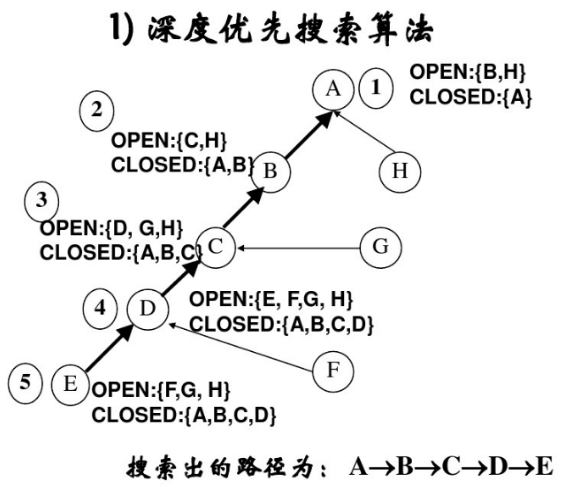 1) 深度优先搜索算法
A
1
OPEN:{B,H}
CLOSED:{A}
2
OPEN:{C,H}
CLOSED:{A,B}
B
H
3
OPEN:{D, G,H}
CLOSED:{A,B,C}
C
G
4
D
OPEN:{E, F,G, H}
CLOSED:{A,B,C,D}
F
5
E
OPEN:{F,G, H}
CLOSED:{A,B,C,D}
搜索出的路径为： A→B→C→D→E